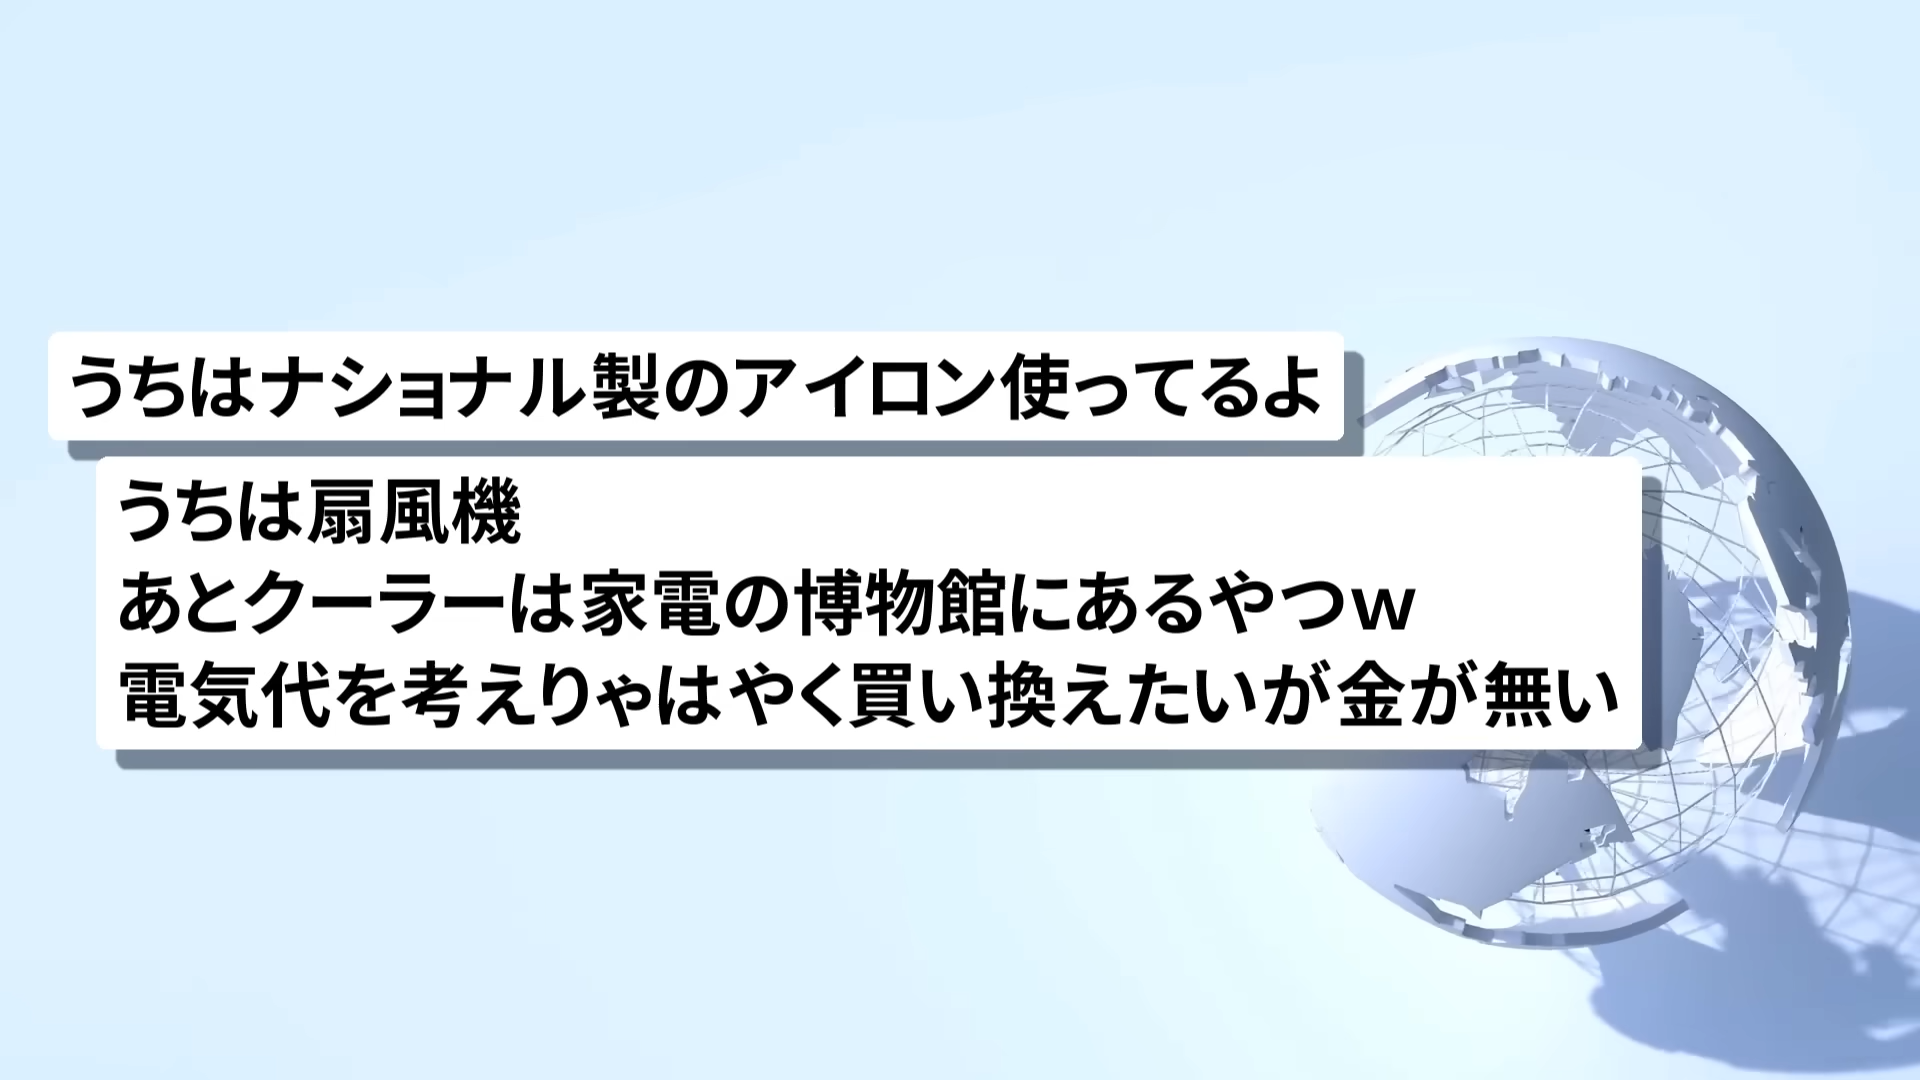 うちはナショナル製のアイロン使ってるよ
うちは扇風機
あとクーラーは家電の博物館にあるやつw
電気代を考えりゃはやく買い換えたいが金が無い